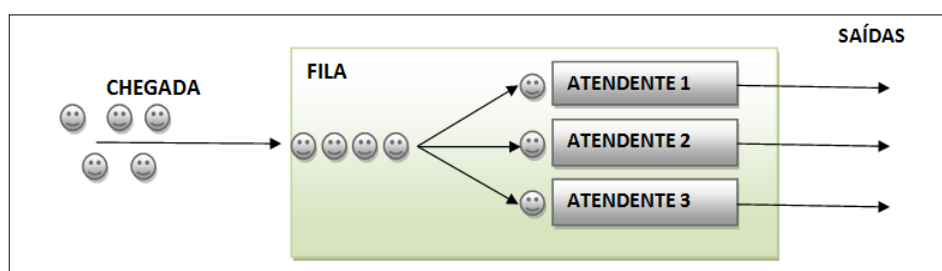 SAÍDAS
FILA
CHEGADA
ATENDENTE 1
ATENDENTE 2
ATENDENTE 3